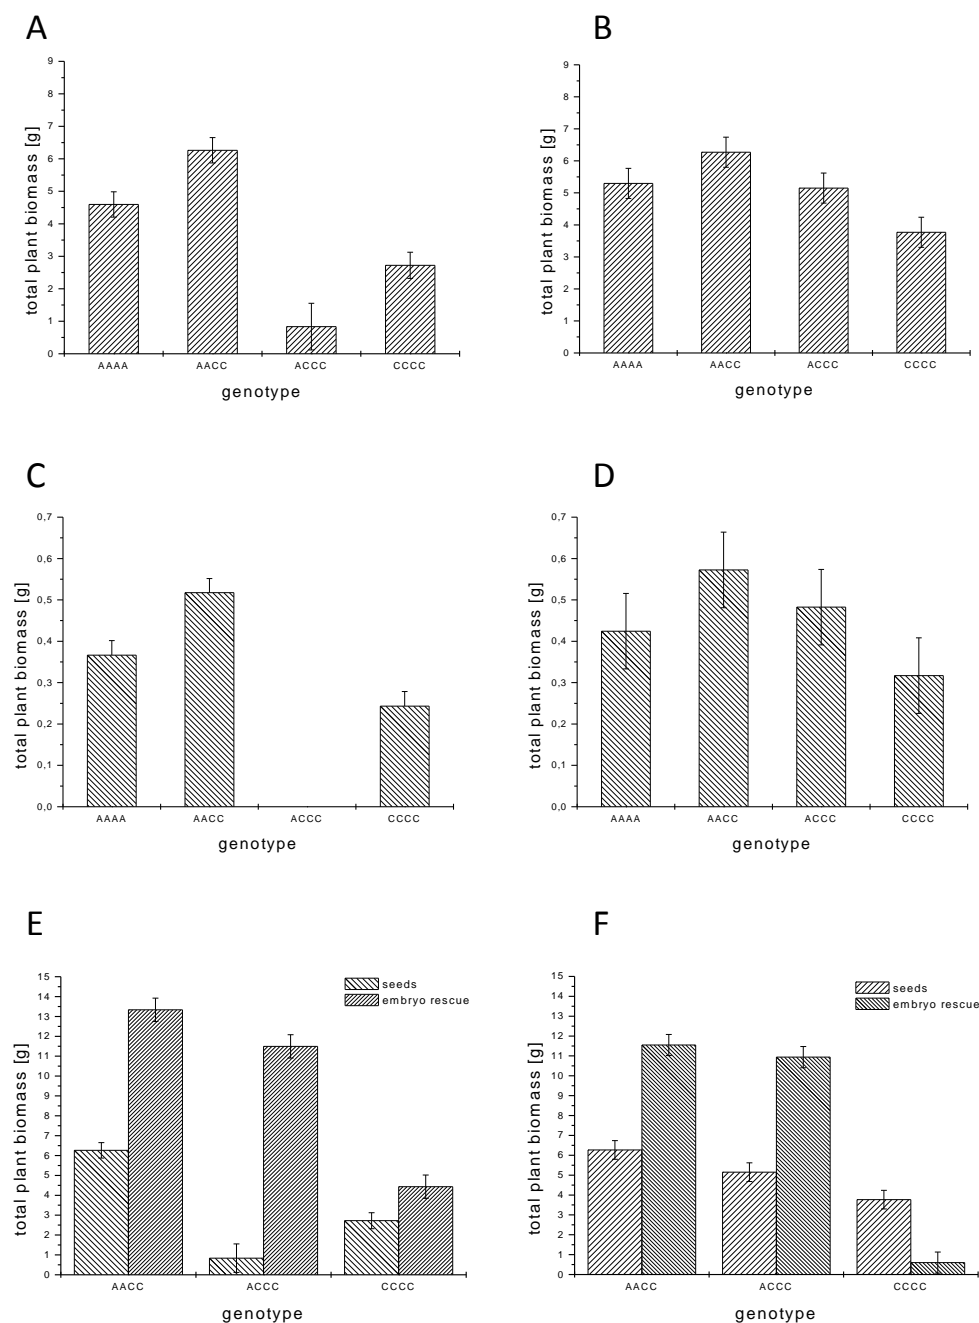 A
total plant biomass [g]
9
8
7
6
5
4
3
2
1
0
AAAA AACC ACCC CCCC
genotype
B
total plant biomass [g]
9
8
7
6
5
4
3
2
1
0
AAAA AACC ACCC CCCC
genotype
C
total plant biomass [g]
0,7
0,6
0,5
0,4
0,3
0,2
0,1
0,0
AAAA AACC ACCC CCCC
genotype
D
total plant biomass [g]
0,7
0,6
0,5
0,4
0,3
0,2
0,1
0,0
AAAA AACC ACCC CCCC
genotype
E
total plant biomass [g]
15
14
13
12
11
10
9
8
7
6
5
4
3
2
1
0
seeds
embryo rescue
AACC ACCC CCCC
genotype
F
total plant biomass [g]
15
14
13
12
11
10
9
8
7
6
5
4
3
2
1
0
seeds
embryo rescue
AACC ACCC CCCC
genotype